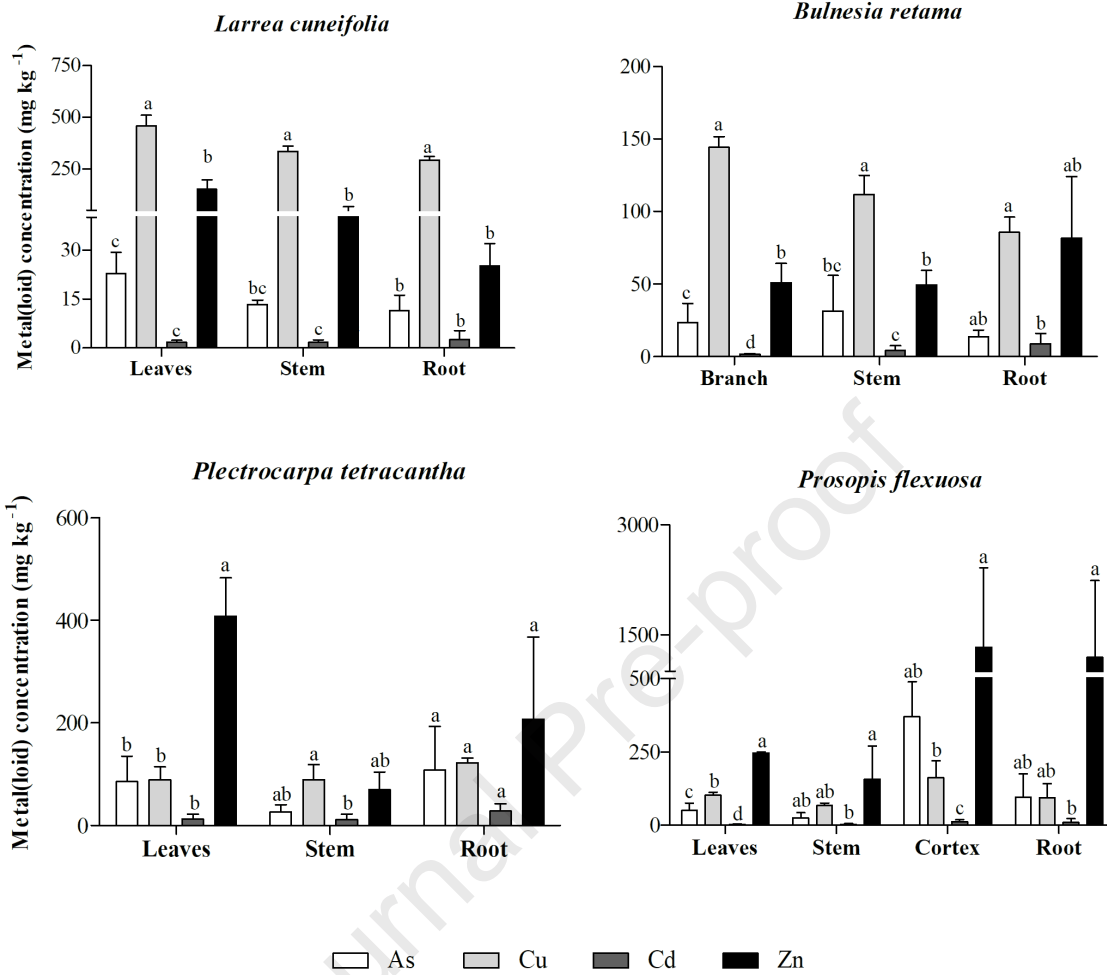 Larrea cuneifolia
Metal(loid) concentration (mg kg -1)
750
500
250
30
15
0
a
a
a
b
b
b
c
bc
b
c
c
b
Leaves Stem Root
Bulnesia retama
200
150
100
50
0
a
a
a
ab
c
bc
ab
b
b
d
c
b
Branch Stem Root
Plectrocarpa tetracantha
Metal(loid) concentration (mg kg -1)
600
400
200
0
a
a
b
b
a
ab
a
a
b
ab
b
a
Leaves Stem Root
Prosopis flexuosa
3000
1500
500
250
0
a
a
ab
a
a
b
c
b
d
ab
ab
b
c
ab
ab
b
Leaves Stem Cortex Root
As Cu Cd Zn
urnal Pre-proof